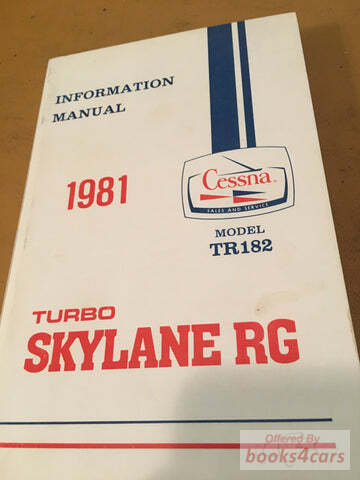 INFORMATION
MANUAL
1981
Cessna
SALES AND SERVICE
MODEL
TR182
TURBO
SKYLANE RG
Offered By
books4cars